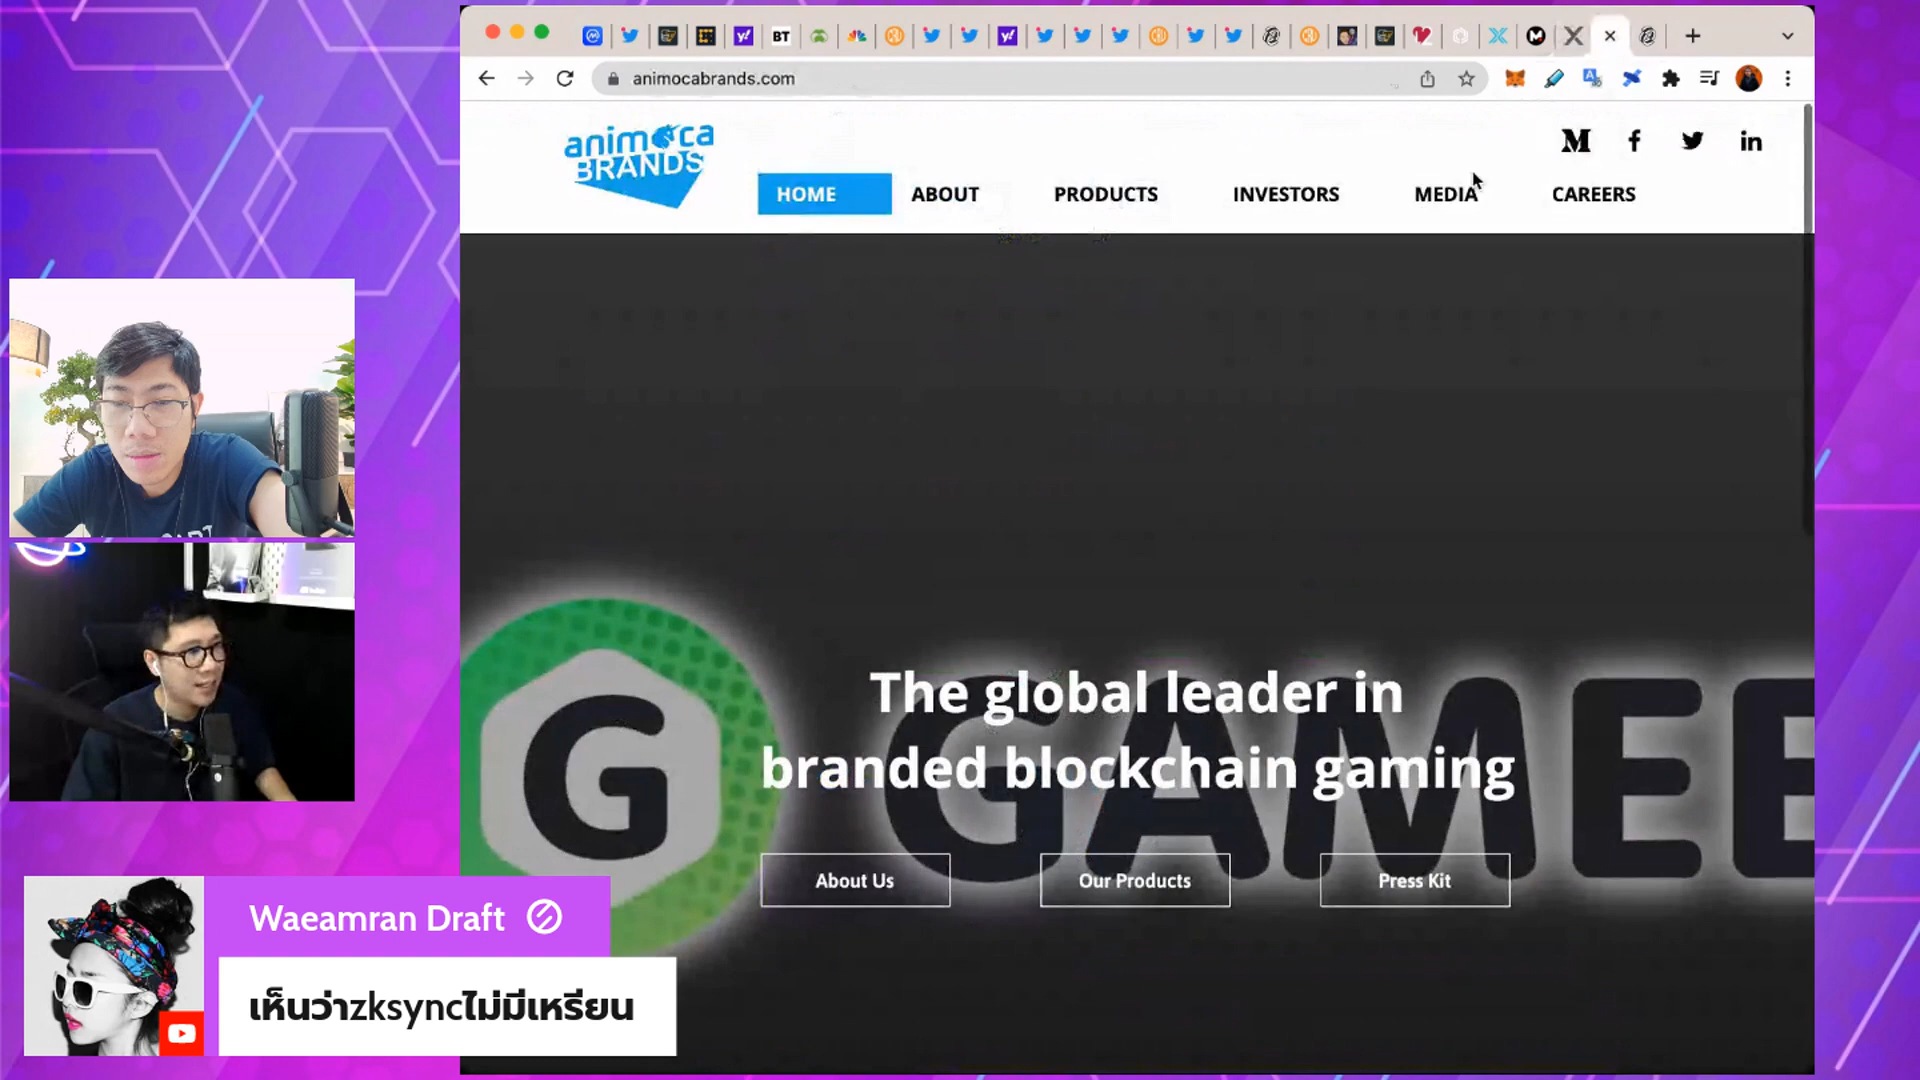 BT
animocabrands.com
animoca
BRANDS
HOME
ABOUT
PRODUCTS
INVESTORS
MEDIA
CAREERS
GAMEE
G
The global leader in
branded blockchain gaming
About Us
Our Products
Press Kit
Waeamran Draft
เห็นว่าzksyncไม่มีเหรียน